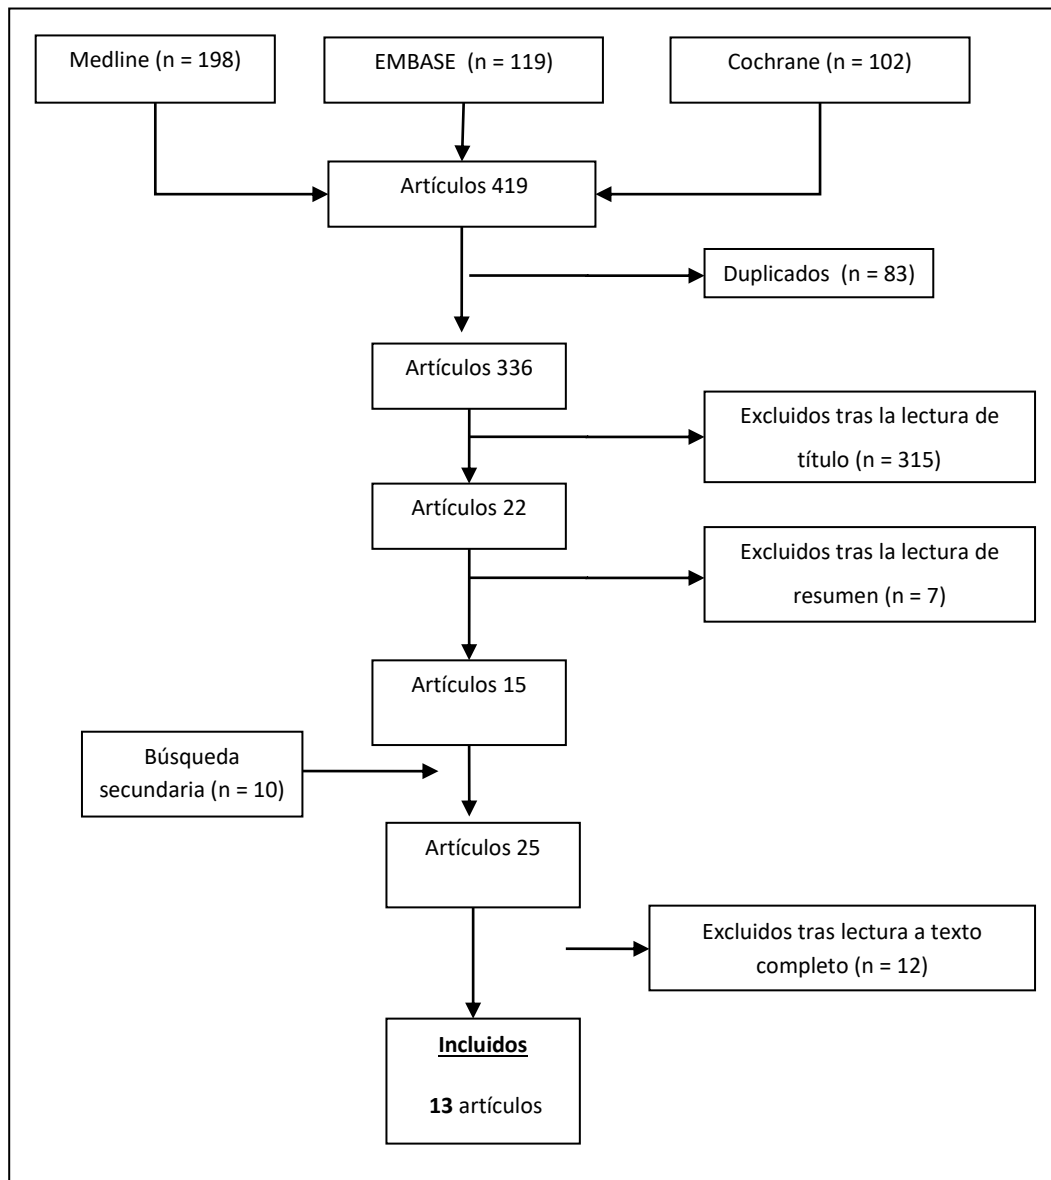 Medline (n = 198)
EMBASE (n = 119)
Cochrane (n = 102)
Artículos 419
Duplicados (n = 83)
Artículos 336
Excluidos tras la lectura de
título (n = 315)
Artículos 22
Excluidos tras la lectura de
resumen (n = 7)
Artículos 15
Búsqueda
secundaria (n = 10)
Artículos 25
Excluidos tras lectura a texto
completo (n = 12)
Incluidos
13 artículos